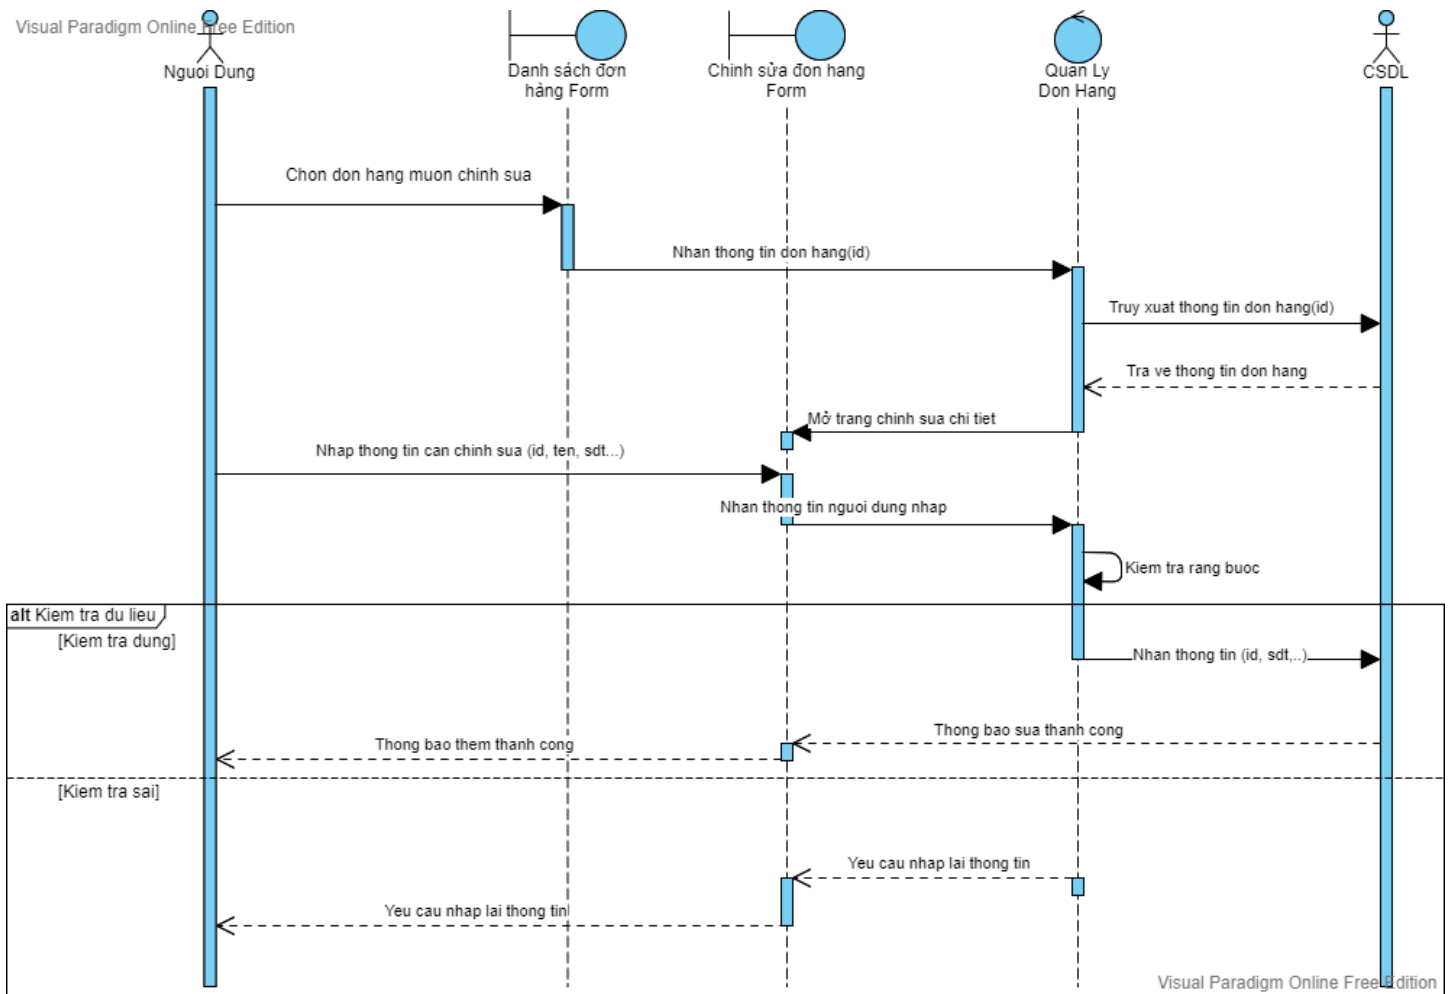 Visual Paradigm Online Free Edition
Nguoi Dung
Danh sách đơn
hàng Form
Chinh sửa đon hang
Form
Quan Ly
Don Hang
CSDL
Chon don hang muon chinh sua
Nhan thong tin don hang(id)
Truy xuat thong tin don hang(id)
Tra ve thong tin don hang
Mở trang chinh sua chi tiet
Nhap thong tin can chinh sua (id, ten, sdt...)
Nhan thong tin nguoi dung nhap
Kiem tra rang buoc
alt Kiem tra du lieu
[Kiem tra dung]
Nhan thong tin (id, sdt,..)
Thong bao sua thanh cong
Thong bao them thanh cong
[Kiem tra sai]
Yeu cau nhap lai thong tin
Yeu cau nhap lai thong tin
Visual Paradigm Online Free Edition